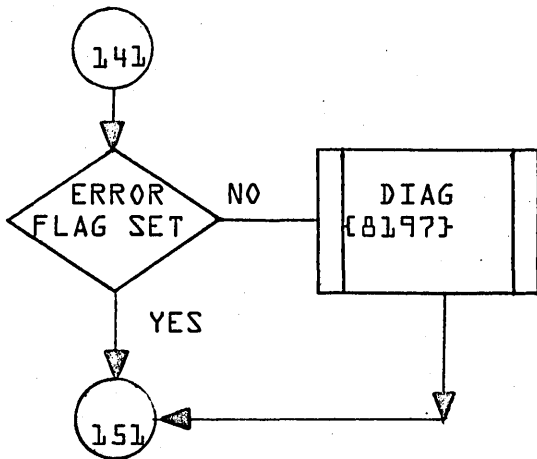 141
ERROR
FLAG SET
NO
DIAG
{8197}
YES
151